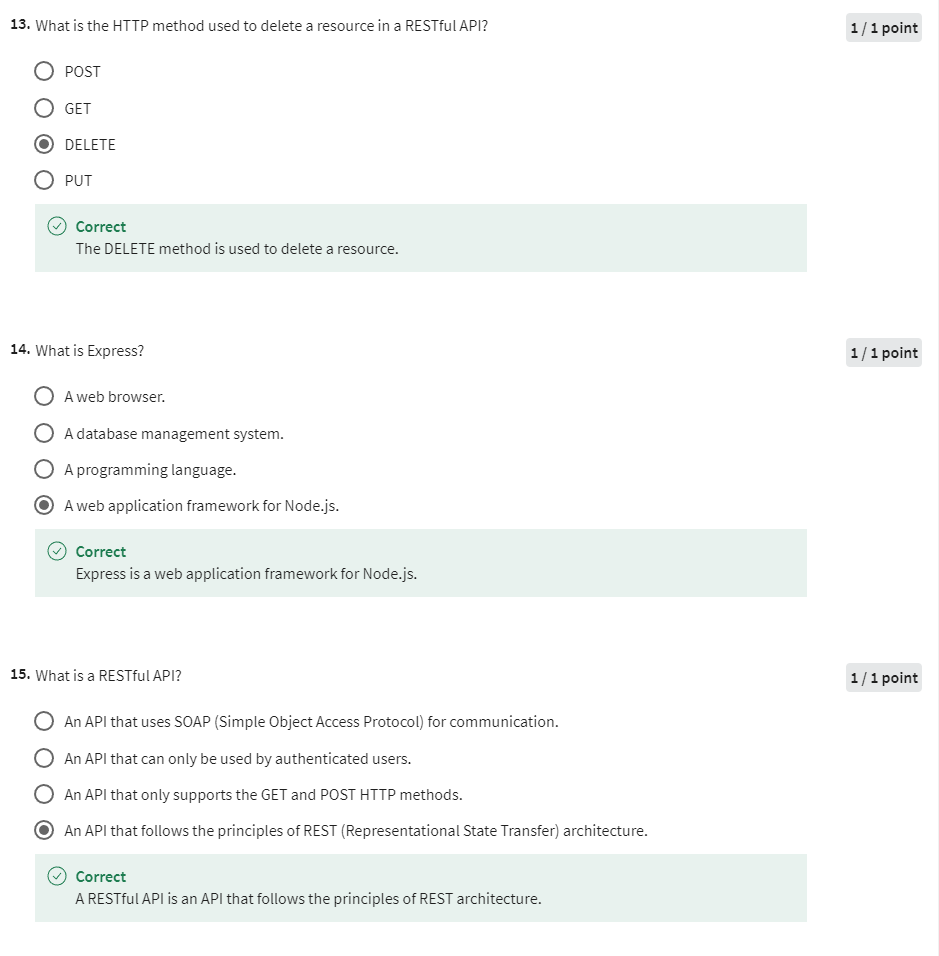 13. What is the HTTP method used to delete a resource in a RESTful API?
1 / 1 point
POST
GET
DELETE
PUT
Correct
The DELETE method is used to delete a resource.
14. What is Express?
1 / 1 point
A web browser.
A database management system.
A programming language.
A web application framework for Node.js.
Correct
Express is a web application framework for Node.js.
15. What is a RESTful API?
1 / 1 point
An API that uses SOAP (Simple Object Access Protocol) for communication.
An API that can only be used by authenticated users.
An API that only supports the GET and POST HTTP methods.
An API that follows the principles of REST (Representational State Transfer) architecture.
Correct
A RESTful API is an API that follows the principles of REST architecture.